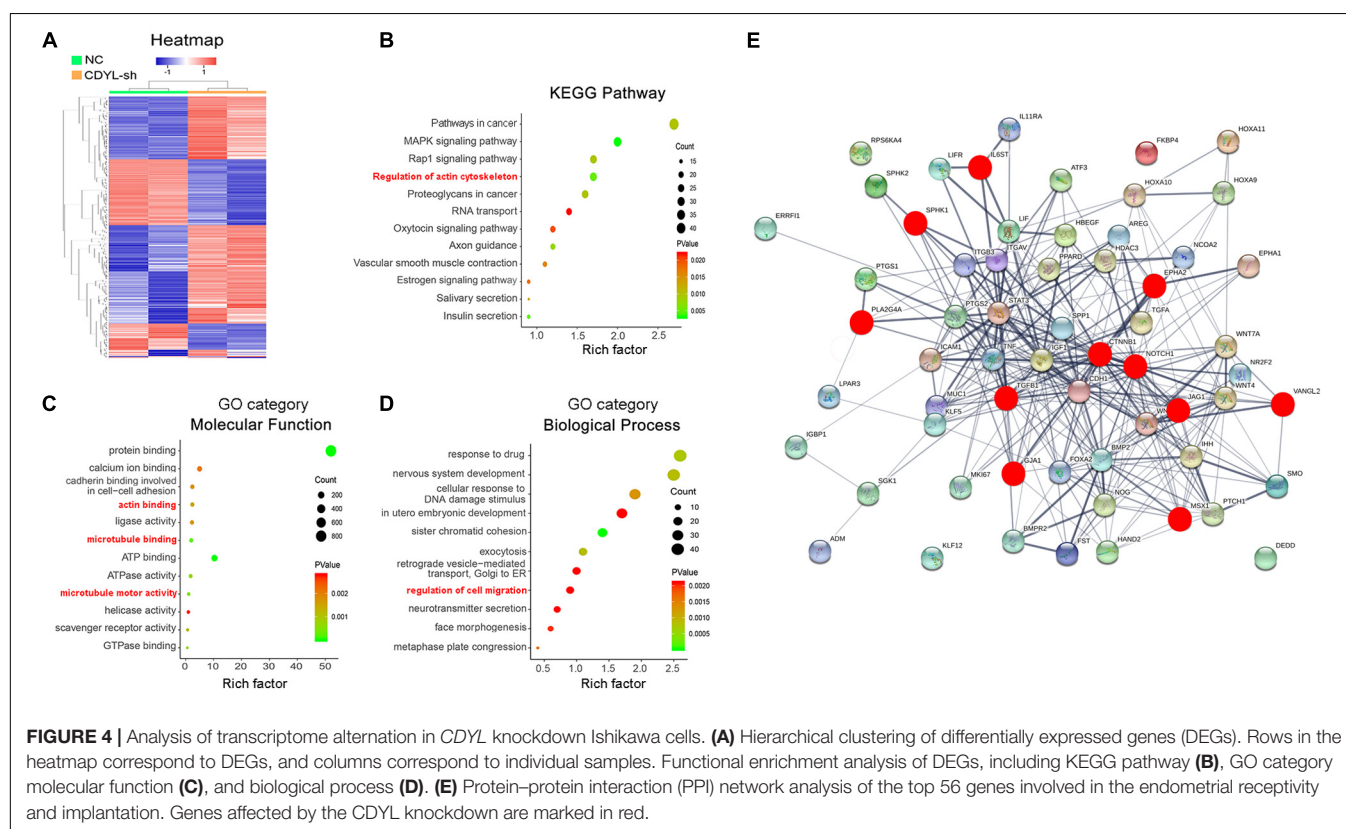 A
Heatmap
NC
CDYL-sh
-1
1
B
KEGG Pathway
Pathways in cancer
MAPK signaling pathway
Rap1 signaling pathway
Regulation of actin cytoskeleton
Proteoglycans in cancer
RNA transport
Oxytocin signaling pathway
Axon guidance
Vascular smooth muscle contraction
Estrogen signaling pathway
Salivary secretion
Insulin secretion
1.0
1.5
2.0
2.5
Rich factor
Count
15
20
25
30
35
40
PValue
0.020
0.015
0.010
0.005
C
GO category
Molecular Function
protein binding
calcium ion binding
cadherin binding involved
in cell-cell adhesion
actin binding
ligase activity
microtubule binding
ATP binding
ATPase activity
microtubule motor activity
helicase activity
scavenger receptor activity
GTPase binding
0
10
20
30
40
50
Rich factor
Count
200
400
600
800
PValue
0.002
0.001
D
GO category
Biological Process
response to drug
nervous system development
cellular response to
DNA damage stimulus
in utero embryonic development
sister chromatid cohesion
exocytosis
retrograde vesicle−mediated
transport, Golgi to ER
regulation of cell migration
neurotransmitter secretion
face morphogenesis
metaphase plate congression
0.5
1.0
1.5
2.0
2.5
Rich factor
Count
10
20
30
40
PValue
0.0020
0.0015
0.0010
0.0005
E
IL11RA
RPS6KA4
LIFR
IL6ST
FKBP4
HOXA11
SPHK2
ATF3
HOXA10
HOXA9
ERRFI1
SPHK1
LIF
HBEGF
AREG
ITGB3
ITGAV
PPARD
HDAC3
NCOA2
EPHA1
PTGS1
EPHA2
PLA2G4A
PTGS2
STAT3
TGFA
SPP1
ICAM1
TNF
IGF1
CTNNB1
NOTCH1
WNT7A
NR2F2
LPAR3
MUC1
TGFB1
CDH1
WNT4
VANGL2
KLF5
JAG1
IGBP1
BMP2
IHH
GJA1
FOXA2
SGK1
MKI67
SMO
NOG
MSX1
PTCH1
BMPR2
ADM
KLF12
FST
HAND2
DEDD
FIGURE 4 | Analysis of transcriptome alternation in CDYL knockdown Ishikawa cells. (A) Hierarchical clustering of differentially expressed genes (DEGs). Rows in the
heatmap correspond to DEGs, and columns correspond to individual samples. Functional enrichment analysis of DEGs, including KEGG pathway (B), GO category
molecular function (C), and biological process (D). (E) Protein–protein interaction (PPI) network analysis of the top 56 genes involved in the endometrial receptivity
and implantation. Genes affected by the CDYL knockdown are marked in red.